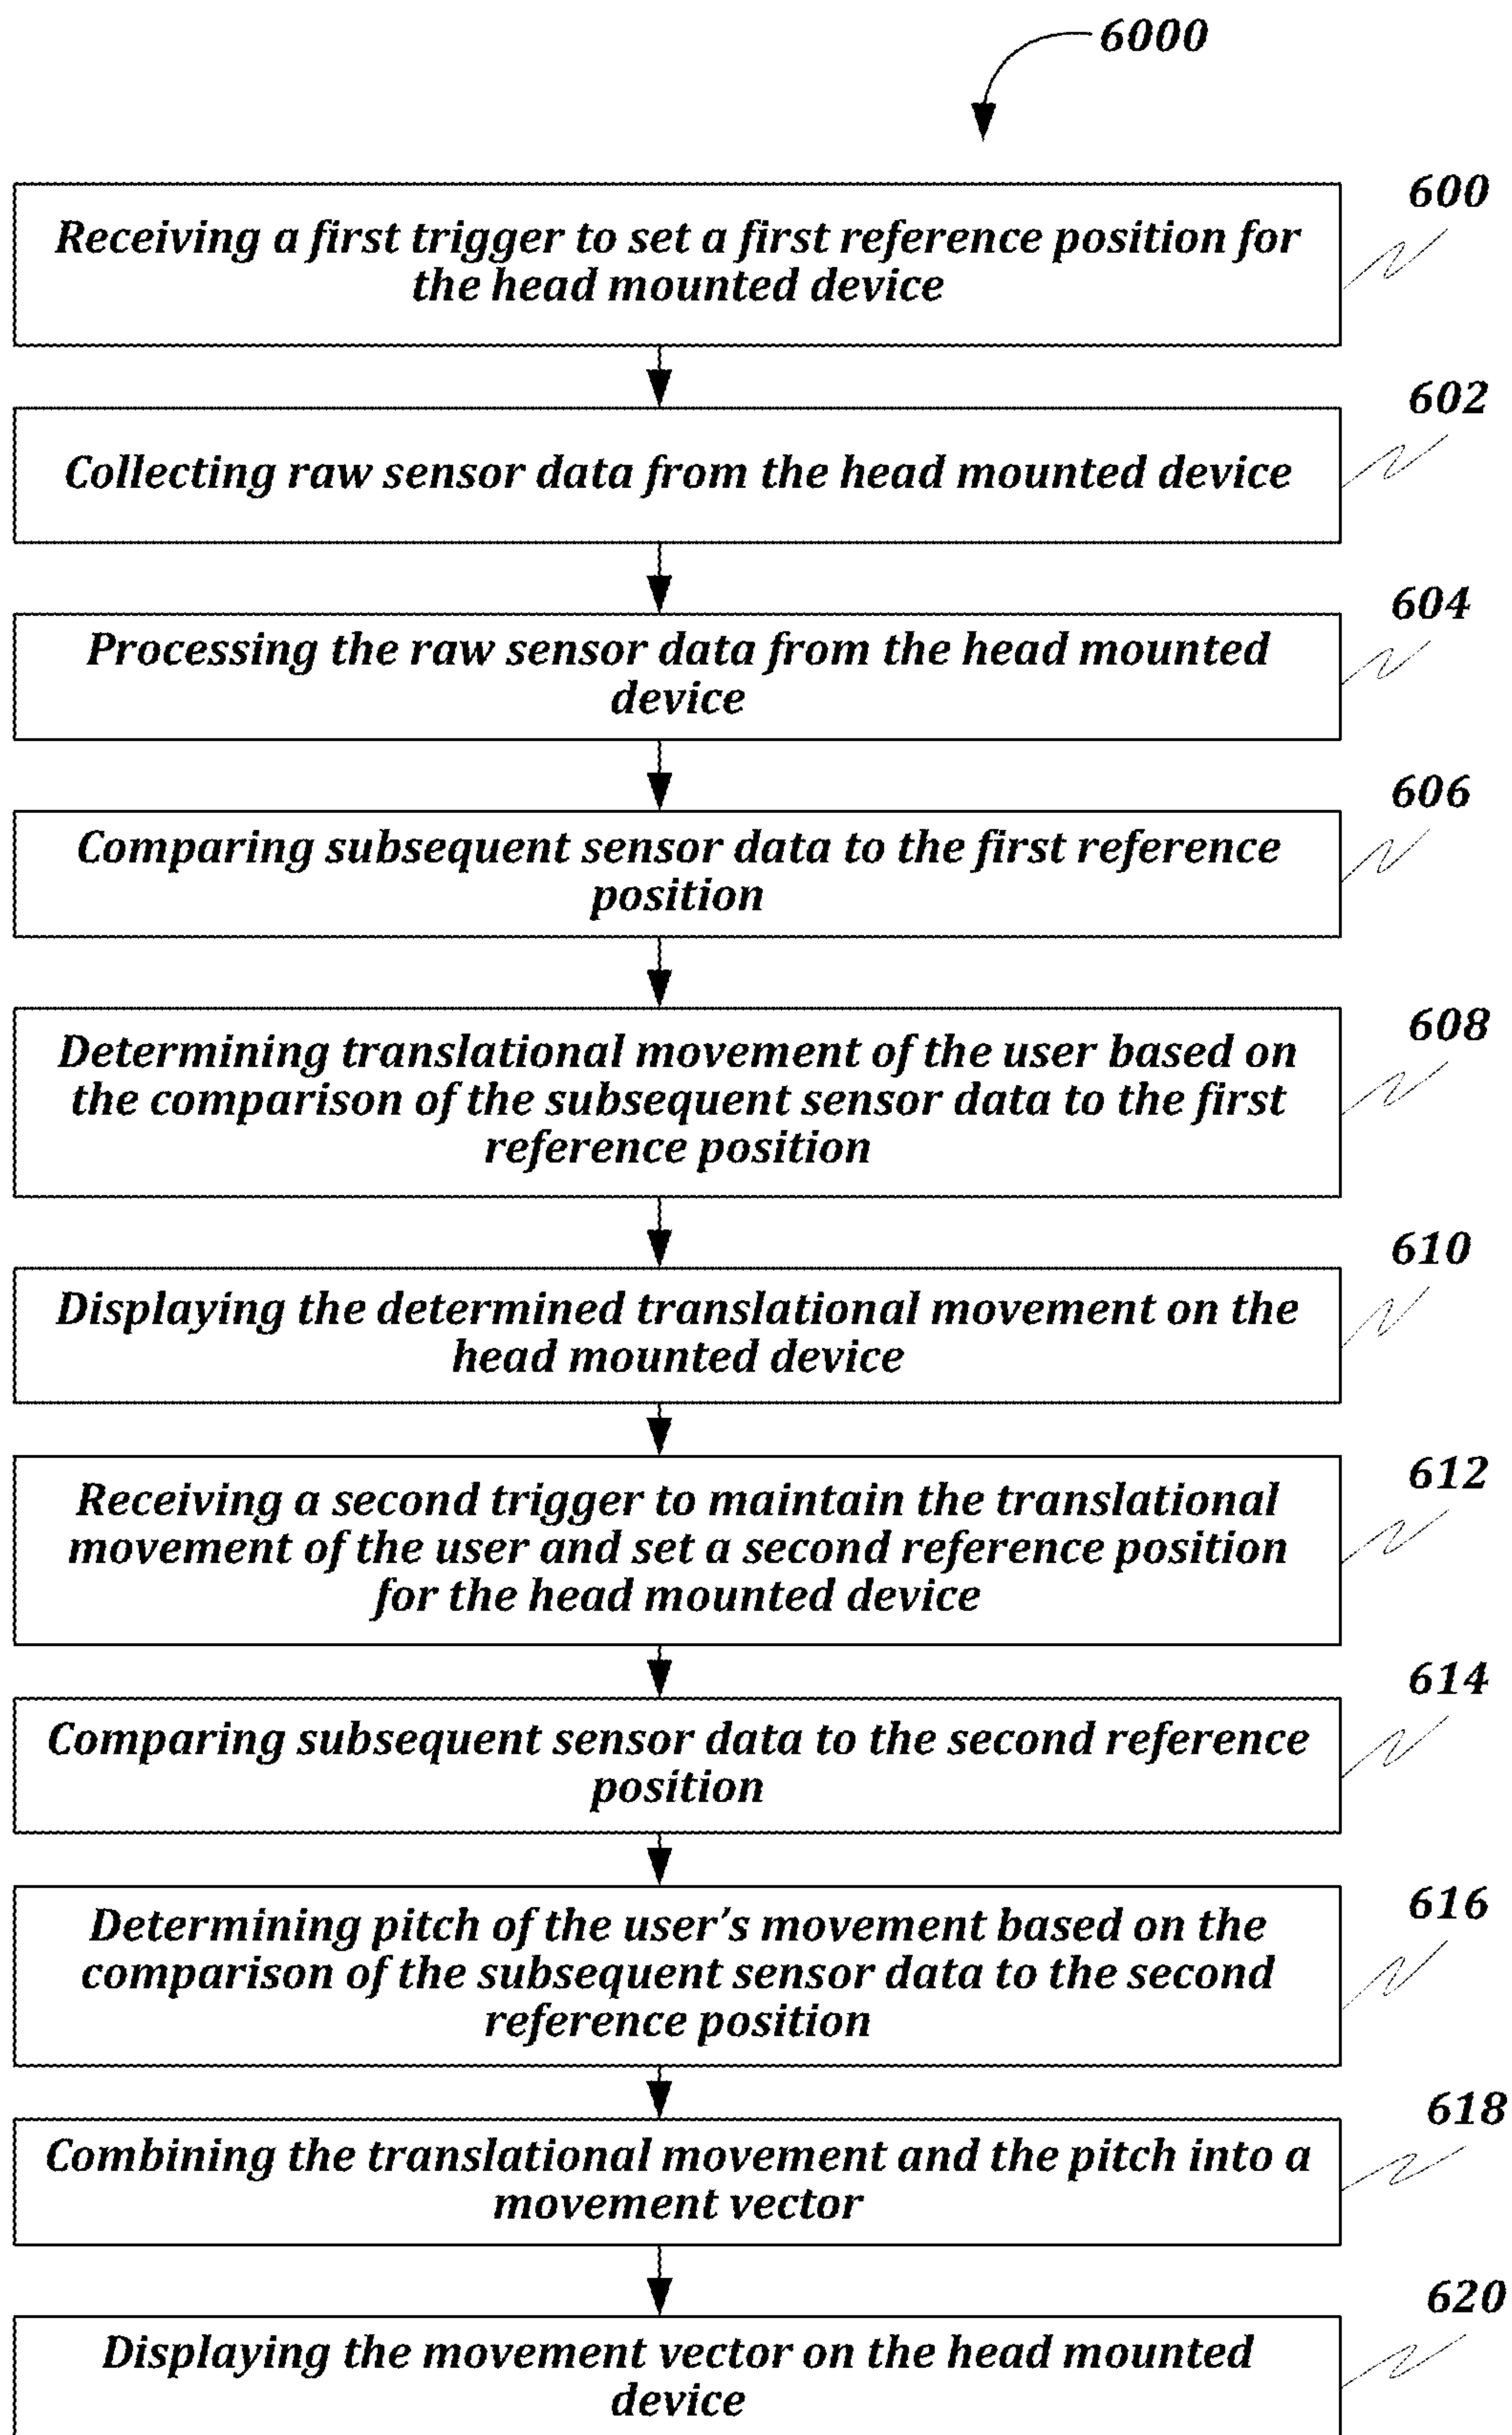 6000
600
Receiving a first trigger to set a first reference position for
the head mounted device
602
Collecting raw sensor data from the head mounted device
604
Processing the raw sensor data from the head mounted
device
606
Comparing subsequent sensor data to the first reference
position
608
Determining translational movement of the user based on
the comparison of the subsequent sensor data to the first
reference position
610
Displaying the determined translational movement on the
head mounted device
612
Receiving a second trigger to maintain the translational
movement of the user and set a second reference position
for the head mounted device
614
Comparing subsequent sensor data to the second reference
position
616
Determining pitch of the user's movement based on the
comparison of the subsequent sensor data to the second
reference position
618
Combining the translational movement and the pitch into a
movement vector
620
Displaying the movement vector on the head mounted
device